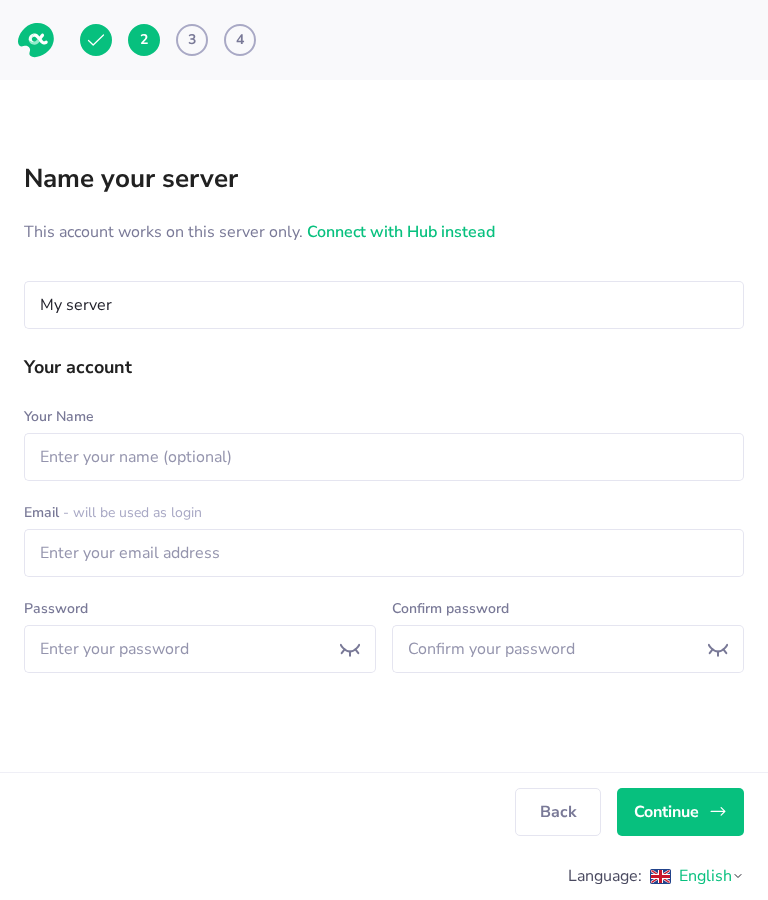 2 3 4
Name your server
This account works on this server only. Connect with Hub instead
My server
Your account
Your Name
Enter your name (optional)
Email - will be used as login
Enter your email address
Password Confirm password
Enter your password Confirm your password
Back Continue
Language: English